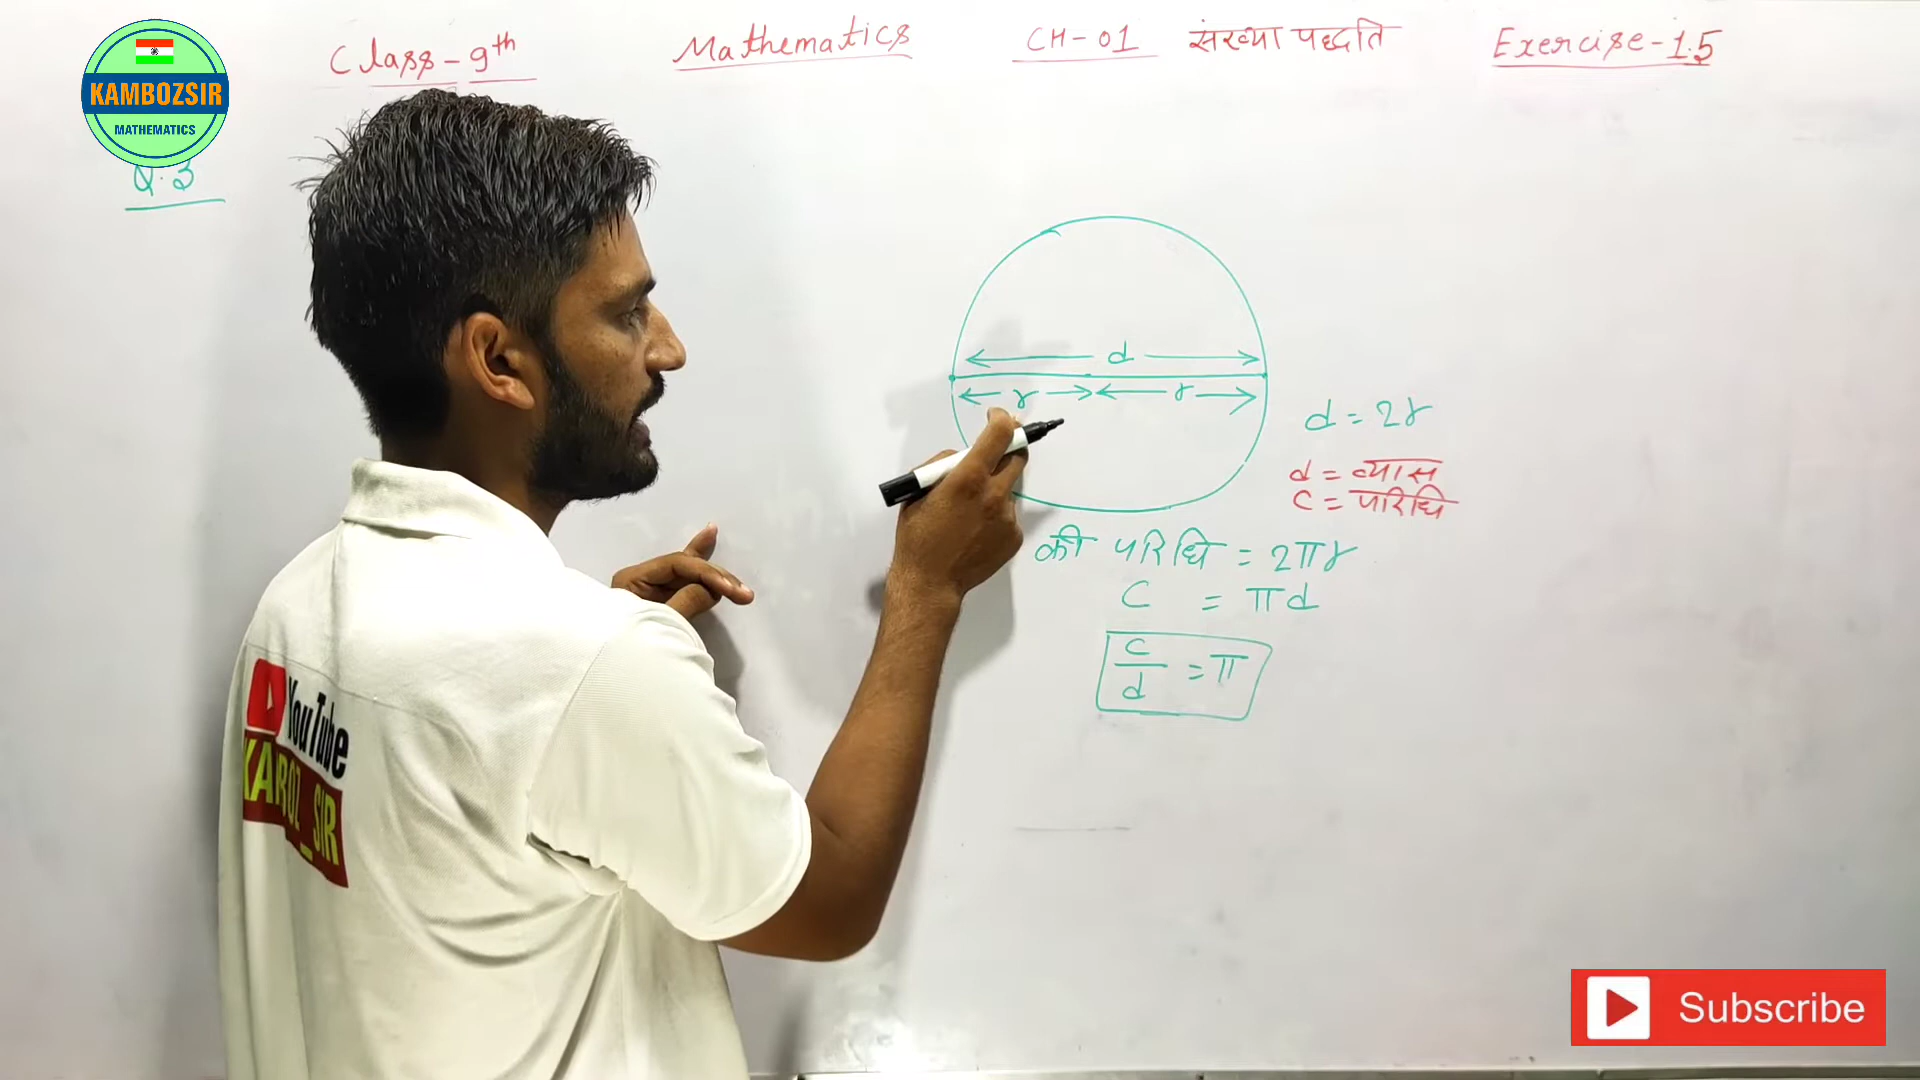 Class-9th Mathematics CH-01 संख्या पद्धति Exercise-1.5
KAMBOZSIR
MATHEMATICS
Q.3
d
r r
d = 2r
d = व्यास
C = परिधि
की परिधि = 2πr
C = πd
C/d = π
YouTube
KAMBOZ_SIR
Subscribe